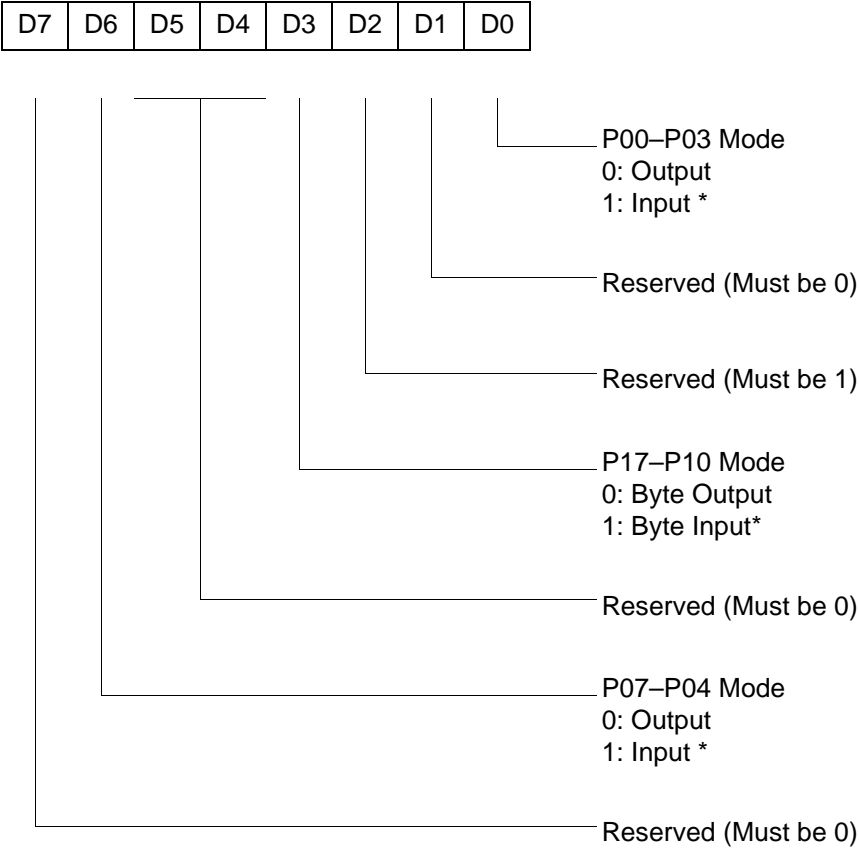 D7 D6 D5 D4 D3 D2 D1 D0
P00–P03 Mode
0: Output
1: Input *
Reserved (Must be 0)
Reserved (Must be 1)
P17–P10 Mode
0: Byte Output
1: Byte Input*
Reserved (Must be 0)
P07–P04 Mode
0: Output
1: Input *
Reserved (Must be 0)